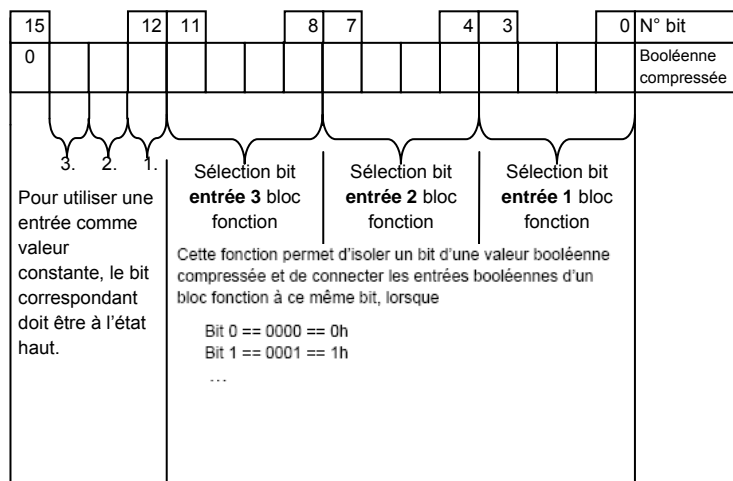 15 12 11 8 7 4 3 0 N° bit
0 Booléenne
compressée
3. 2. 1.
Pour utiliser une
entrée comme
valeur
constante, le bit
correspondant
doit être à l'état
haut.
Sélection bit
entrée 3 bloc
fonction
Sélection bit
entrée 2 bloc
fonction
Sélection bit
entrée 1 bloc
fonction
Cette fonction permet d'isoler un bit d'une valeur booléenne
compressée et de connecter les entrées booléennes d'un
bloc fonction à ce même bit, lorsque
Bit 0 == 0000 == 0h
Bit 1 == 0001 == 1h
…